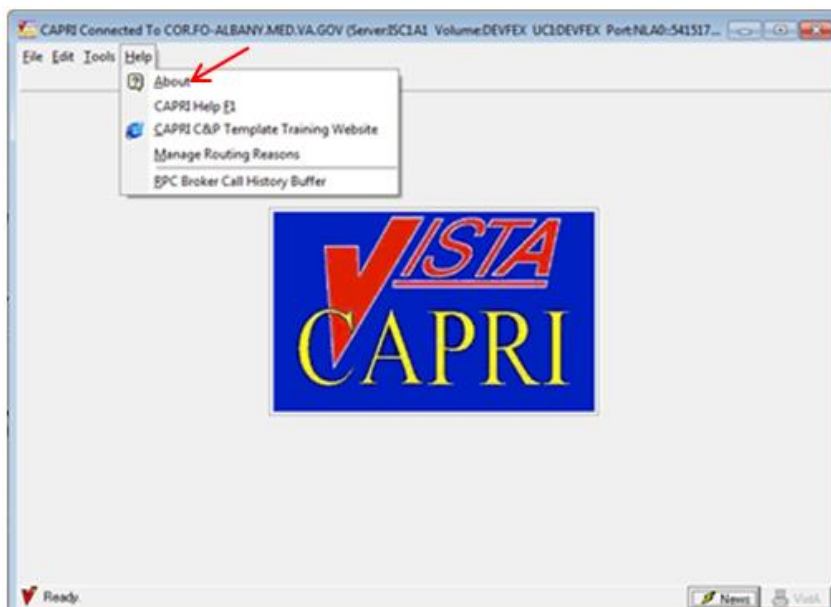 CAPRI Connected To COR.FO-ALBANY.MED.VA.GOV (Server:ISC1A1 Volume:DEVFEX UCI:DEVFEX Port:NLA0:-541517...
File Edit Tools Help
About
CAPRI Help F1
CAPRI C&P Template Training Website
Manage Routing Reasons
RPC Broker Call History Buffer
VISTA
CAPRI
Ready.
News VistA